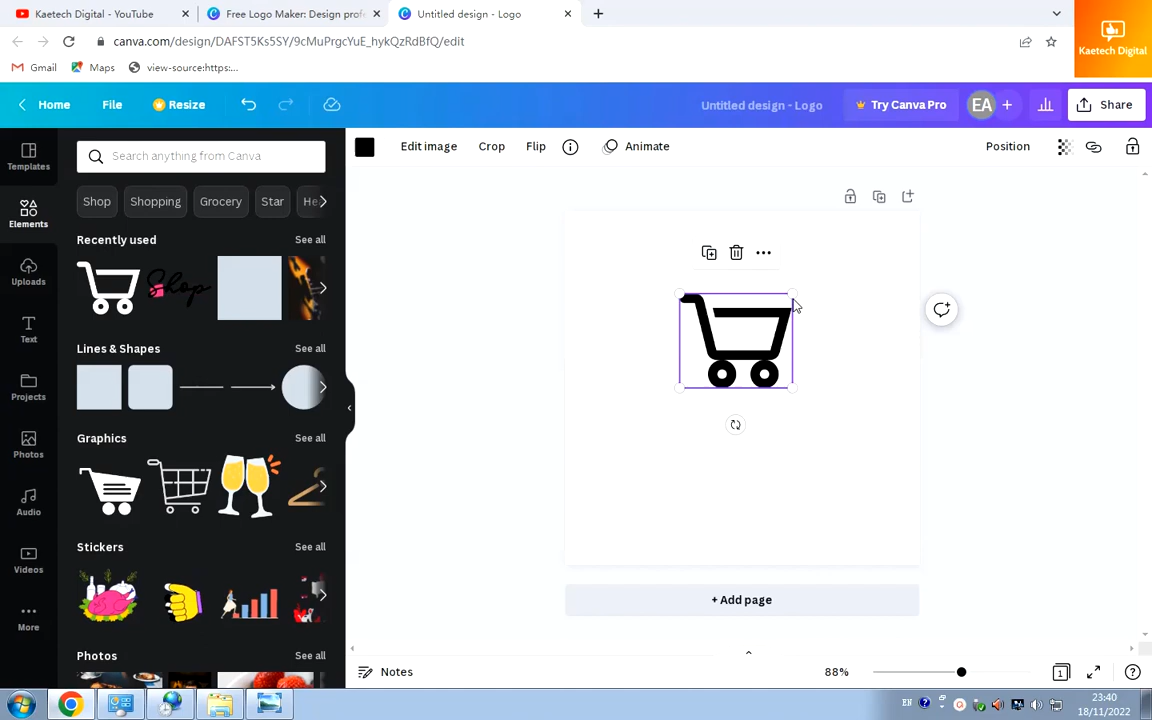 Kaetech Digital - YouTube
Free Logo Maker: Design prof
Untitled design - Logo
canva.com/design/DAFST5Ks5SY/9cMuPrgcYuE_hykQzRdBfQ/edit
Kaetech Digital
Gmail
Maps
view-source:https:...
Home
File
Resize
Untitled design - Logo
Try Canva Pro
EA
Share
Templates
Elements
Uploads
Text
Projects
Photos
Audio
Videos
More
Search anything from Canva
Shop
Shopping
Grocery
Star
He
Recently used
See all
Shop
Lines & Shapes
See all
Graphics
See all
Stickers
See all
Photos
See all
Edit image
Crop
Flip
Animate
Position
+ Add page
Notes
88%
1
EN
23:40
18/11/2022